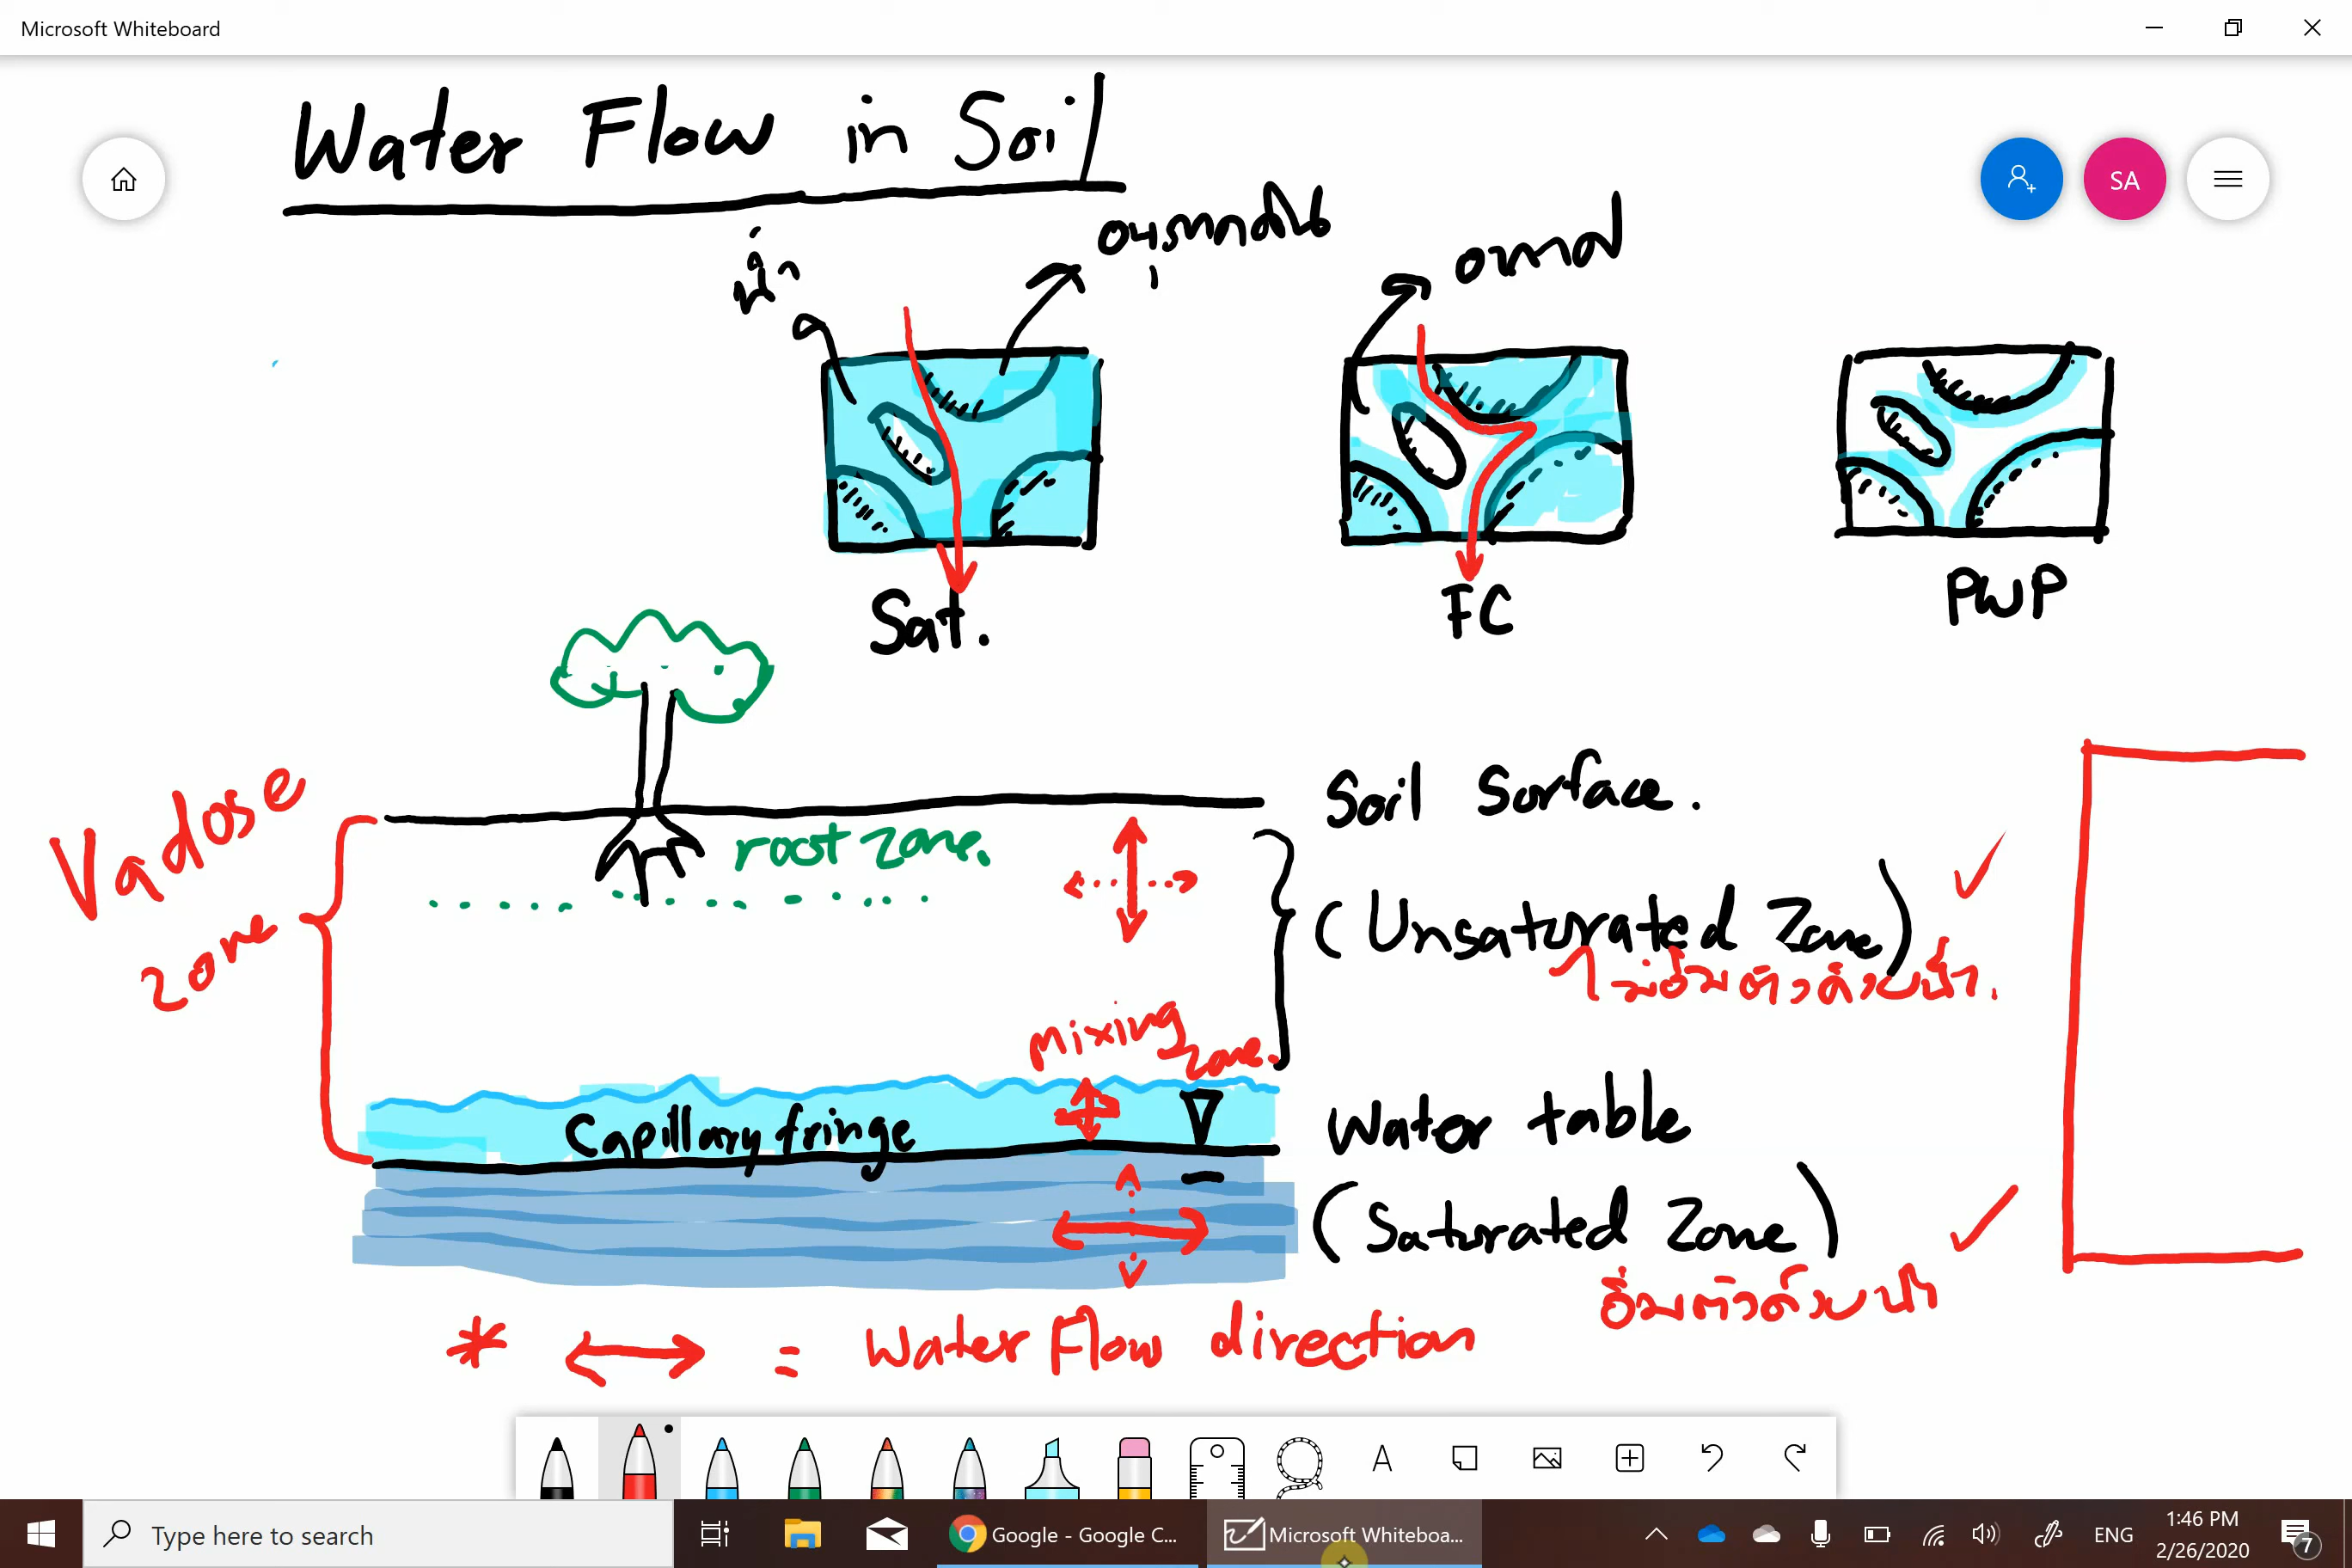 Microsoft Whiteboard
Water Flow in Soil
SA
น้ำ
อนุภาคดิน
อากาศ
Sat.
FC
PWP
Vadose
zone
root zone.
Soil Surface.
(Unsaturated Zone)
ไม่อิ่มตัวด้วยน้ำ.
mixing
zone.
Capillary fringe
Water table
(Saturated Zone)
อิ่มตัวด้วยน้ำ
* ↔ = Water Flow direction
Type here to search
Google - Google C...
Microsoft Whiteboa...
ENG
1:46 PM
2/26/2020
7